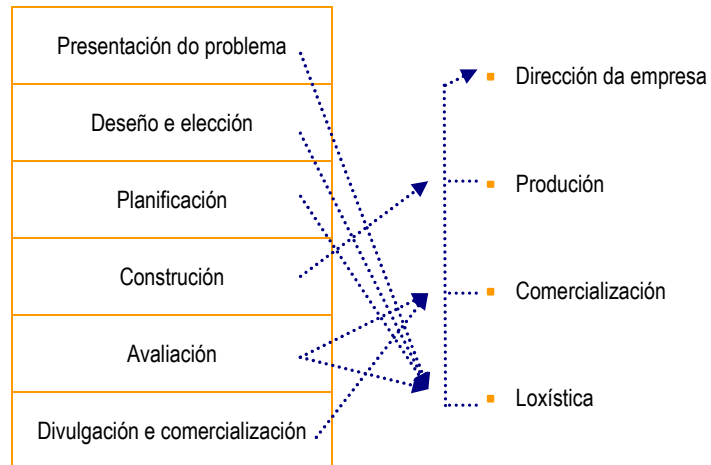 Presentación do problema
Deseño e elección
Planificación
Construción
Avaliación
Divulgación e comercialización
Dirección da empresa
Produción
Comercialización
Loxística